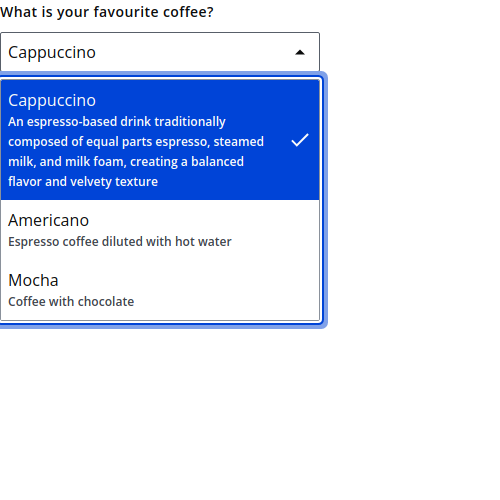 What is your favourite coffee?
Cappuccino
Cappuccino
An espresso-based drink traditionally
composed of equal parts espresso, steamed
milk, and milk foam, creating a balanced
flavor and velvety texture
Americano
Espresso coffee diluted with hot water
Mocha
Coffee with chocolate